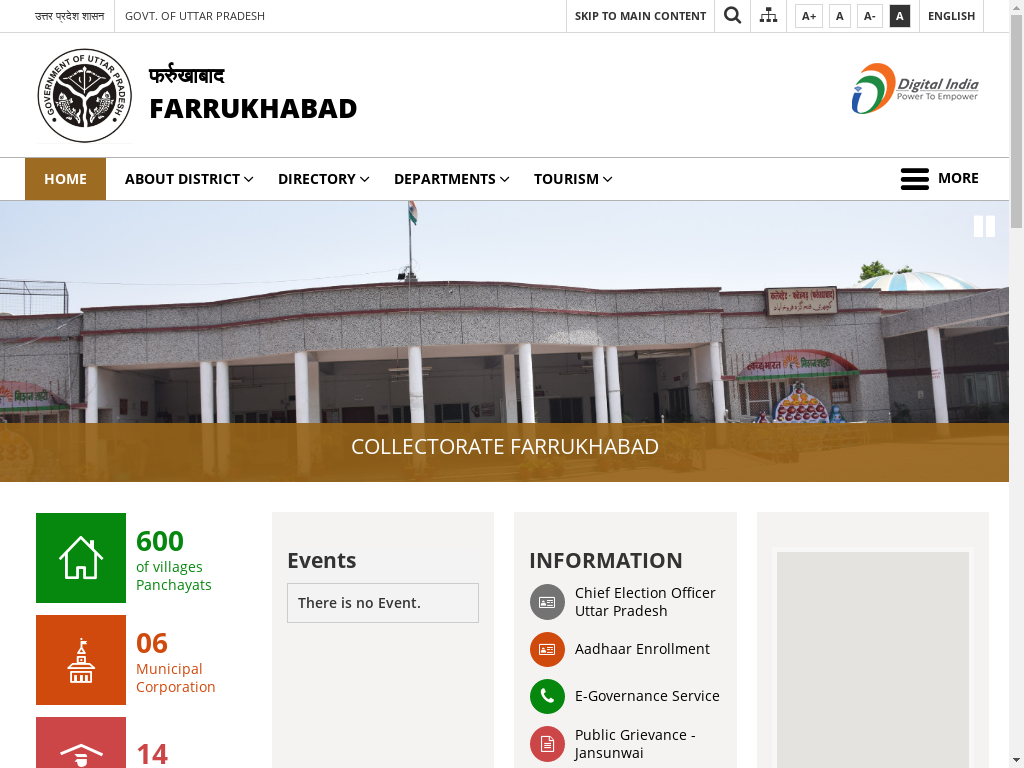 उत्तर प्रदेश शासन
GOVT. OF UTTAR PRADESH
SKIP TO MAIN CONTENT
A+
A
A-
A
ENGLISH
GOVERNMENT OF UTTAR PRADESH
फर्रुखाबाद
FARRUKHABAD
Digital India
Power To Empower
HOME
ABOUT DISTRICT
DIRECTORY
DEPARTMENTS
TOURISM
MORE
COLLECTORATE FARRUKHABAD
600
of villages
Panchayats
06
Municipal
Corporation
14
Events
There is no Event.
INFORMATION
Chief Election Officer
Uttar Pradesh
Aadhaar Enrollment
E-Governance Service
Public Grievance -
Jansunwai